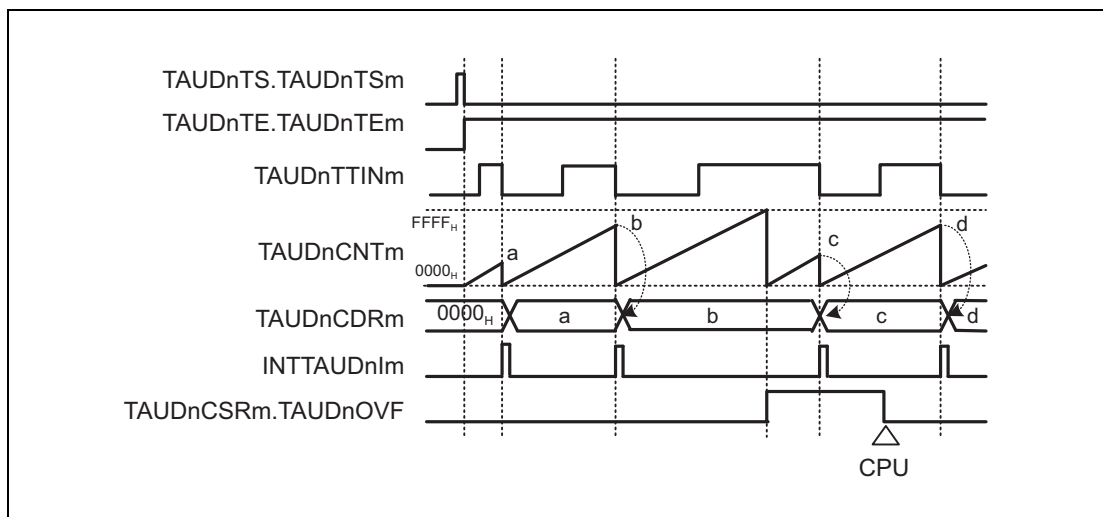 TAUDnTS.TAUDnTSm
TAUDnTE.TAUDnTEm
TAUDnTTINm
FFFFH
b
d
c
a
TAUDnCNTm
0000H
TAUDnCDRm
0000H
a
b
c
d
INTTAUDnIm
TAUDnCSRm.TAUDnOVF
CPU